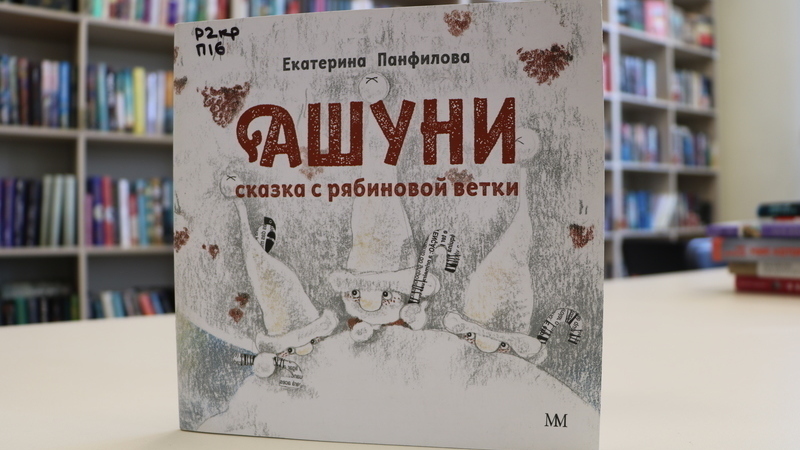 Р2кр
П16
Екатерина Панфилова
АШУНИ
сказка с рябиновой ветки
ММ